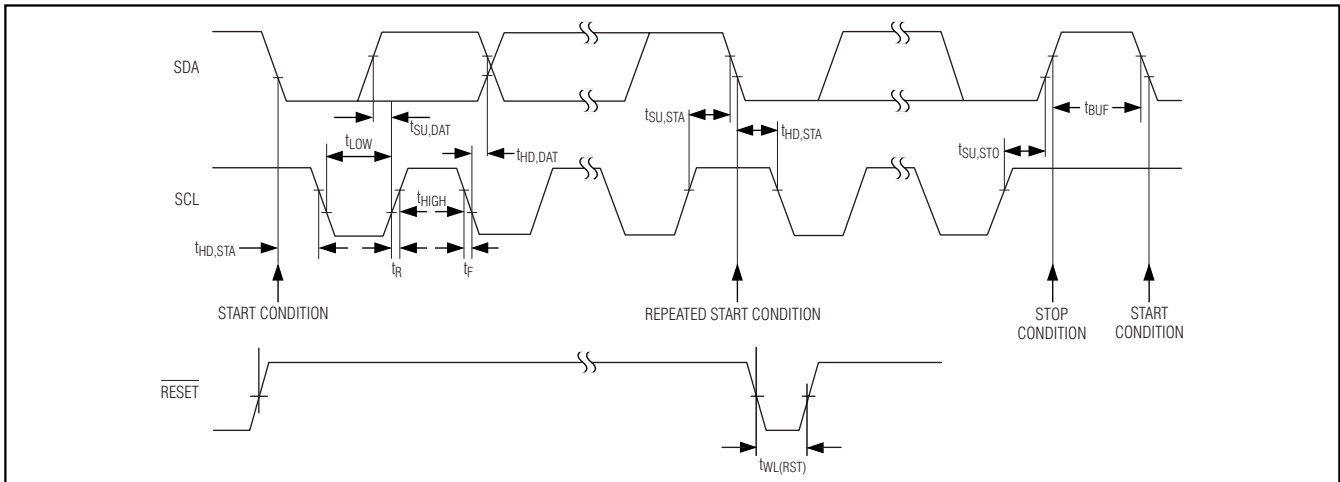 SDA
tSU,DAT
tLOW
tHD,DAT
tSU,STA
tHD,STA
tBUF
tSU,STO
SCL
tHIGH
tHD,STA
tR
tF
START CONDITION
REPEATED START CONDITION
STOP
CONDITION
START
CONDITION
RESET
tWL(RST)